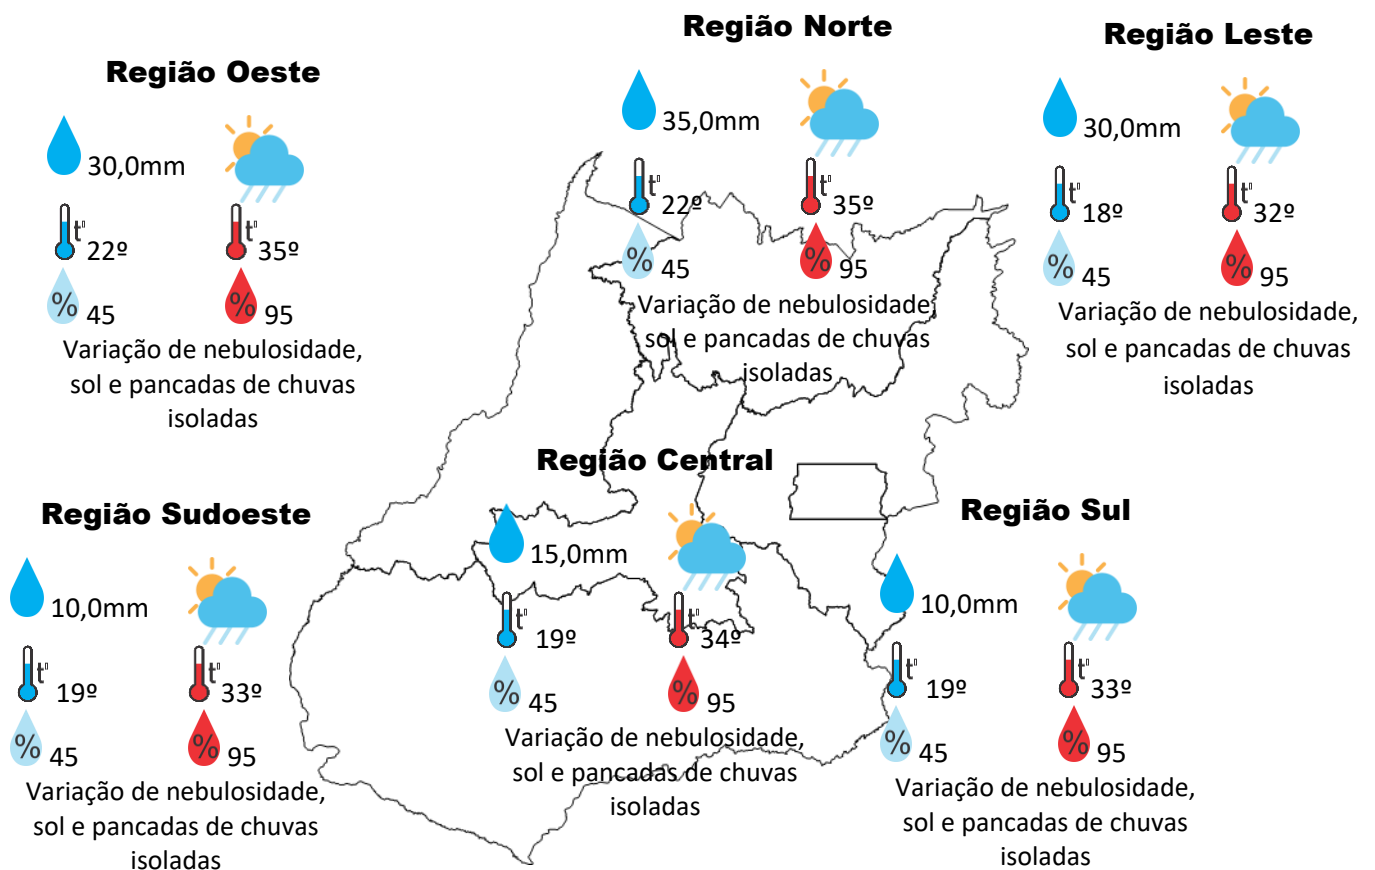 Região Norte
35,0mm
t°
22º
35º
%
45
%
95
Variação de nebulosidade,
sol e pancadas de chuvas
isoladas
Região Leste
30,0mm
t°
18º
32º
%
45
%
95
Variação de nebulosidade,
sol e pancadas de chuvas
isoladas
Região Oeste
30,0mm
t°
22º
t°
35º
%
45
%
95
Variação de nebulosidade,
sol e pancadas de chuvas
isoladas
Região Central
15,0mm
t°
19º
t°
34º
%
45
%
95
Variação de nebulosidade,
sol e pancadas de chuvas
isoladas
Região Sudoeste
10,0mm
t°
19º
t°
33º
%
45
%
95
Variação de nebulosidade,
sol e pancadas de chuvas
isoladas
Região Sul
10,0mm
t°
19º
t°
33º
%
45
%
95
Variação de nebulosidade,
sol e pancadas de chuvas
isoladas